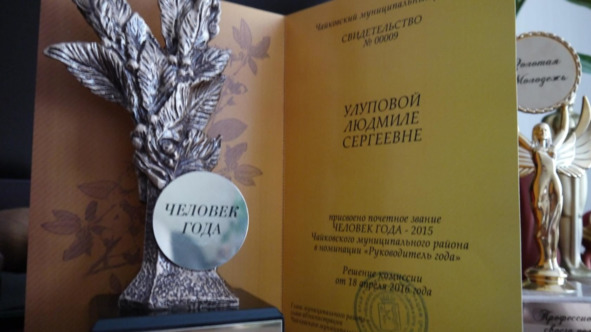 ЧЕЛОВЕК
ГОДА
Чайковский муниципальный
СВИДЕТЕЛЬСТВО
№ 00009
УЛУПОВОЙ
ЛЮДМИЛЕ
СЕРГЕЕВНЕ
присвоено почетное звание
ЧЕЛОВЕК ГОДА - 2015
Чайковского муниципального района
в номинации «Руководитель года»
Решение комиссии
от 18 апреля 2016 года
Золотая
Молодежь